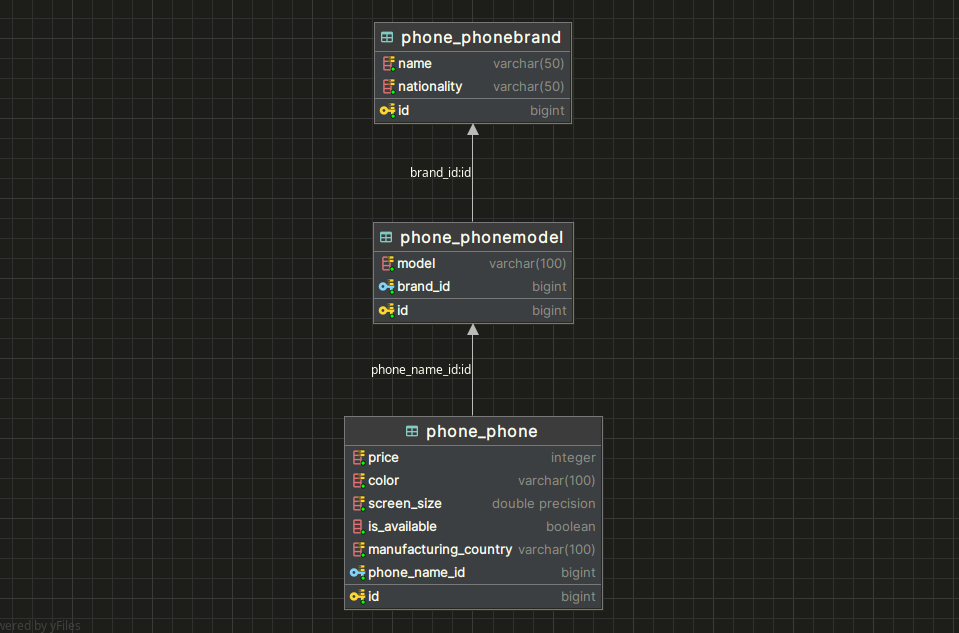 phone_phonebrand
name varchar(50)
nationality varchar(50)
id bigint
brand_id:id
phone_phonemodel
model varchar(100)
brand_id bigint
id bigint
phone_name_id:id
phone_phone
price integer
color varchar(100)
screen_size double precision
is_available boolean
manufacturing_country varchar(100)
phone_name_id bigint
id bigint
wered by yFiles